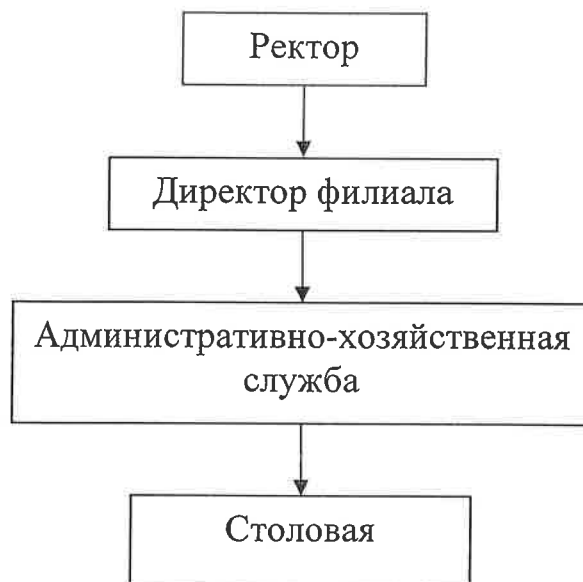 Ректор
Директор филиала
Административно-хозяйственная
служба
Столовая